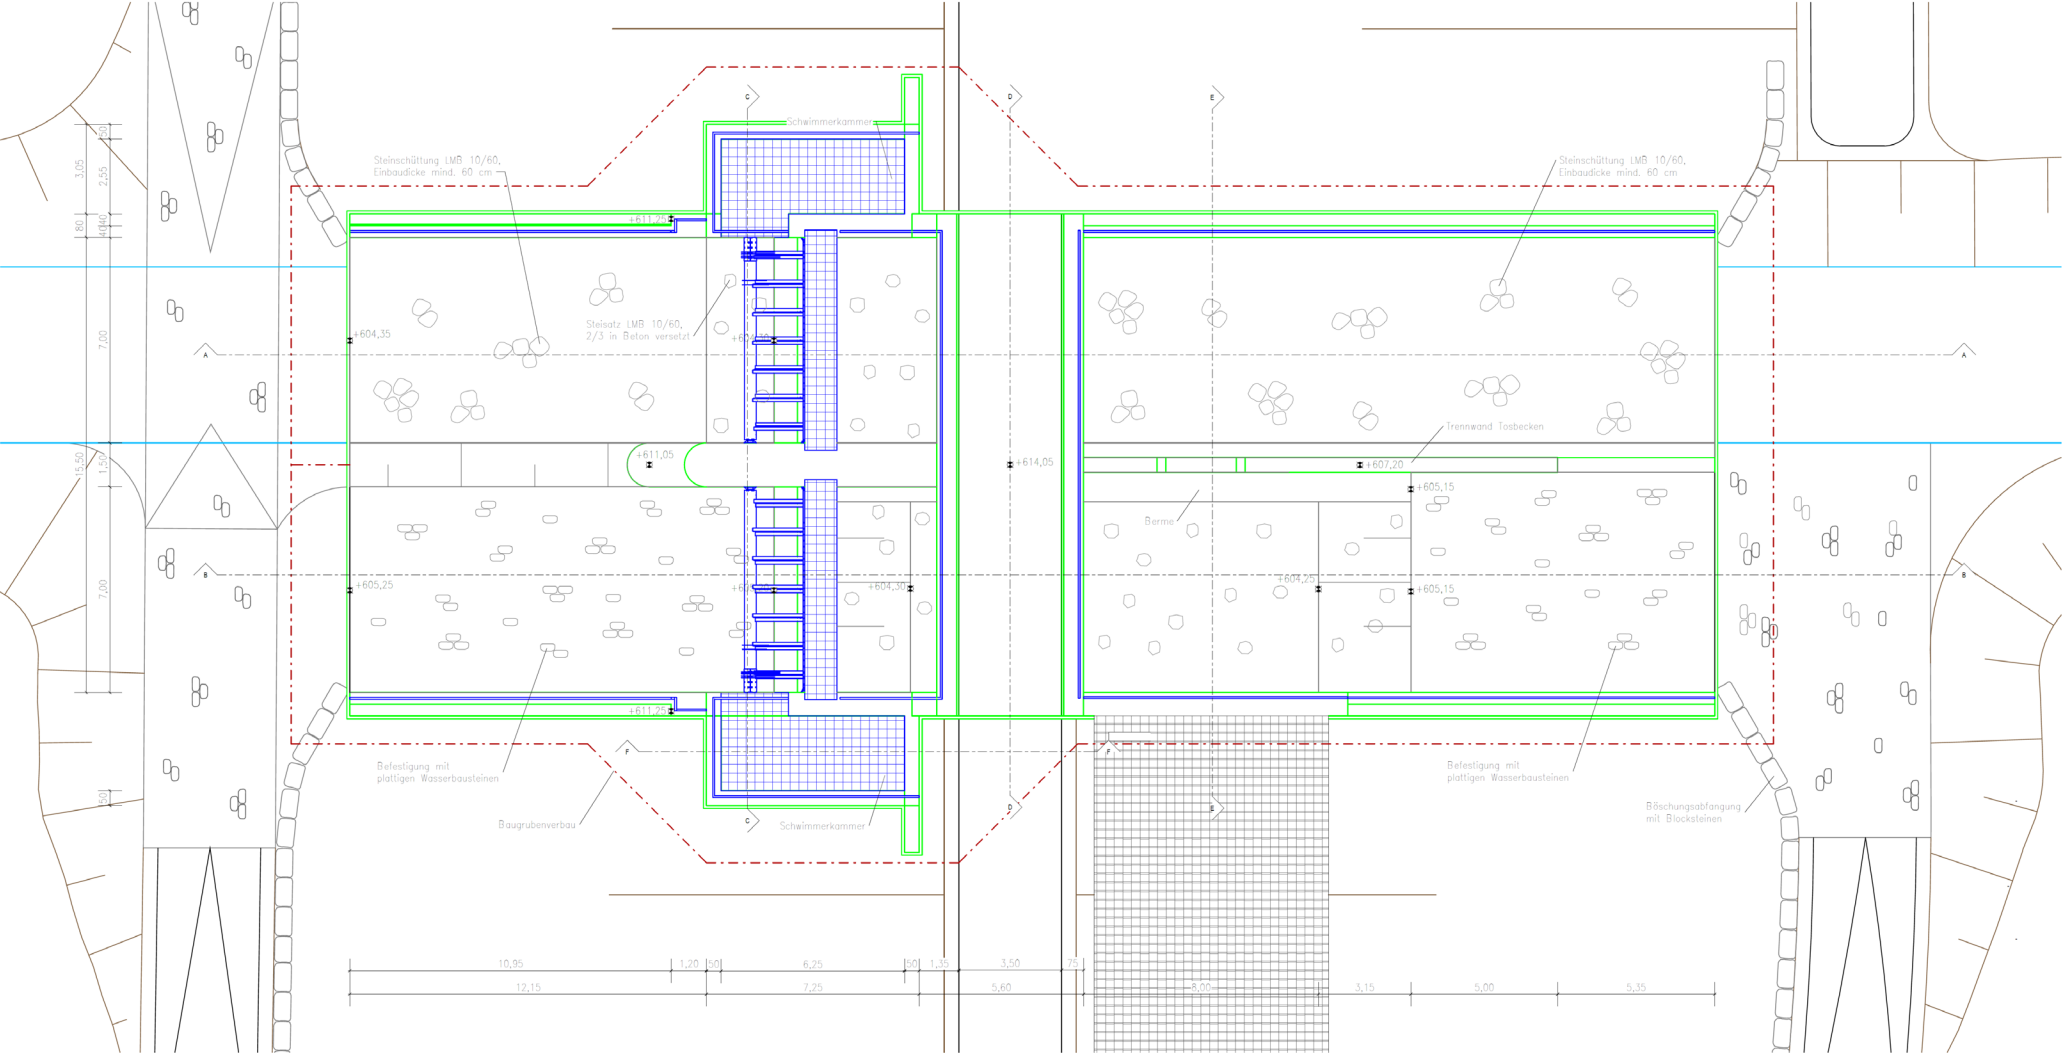 C
D
E
Schwimmerkammer
50
3,05
2,55
Steinschüttung LMB 10/60,
Einbaudicke mind. 60 cm
Steinschüttung LMB 10/60,
Einbaudicke mind. 60 cm
+611,25
80
40
40
+604,35
Steisatz LMB 10/60,
2/3 in Beton versetzt
7,00
A
A
Trennwand Tosbecken
15,50
1,50
+611,05
+614,05
+607,20
+605,15
Berme
B
B
+605,25
+604,30
+604,25
+605,15
7,00
+611,25
F
F
Befestigung mit
plattigen Wasserbausteinen
Befestigung mit
plattigen Wasserbausteinen
50
D
E
C
Baugrubenverbau
Schwimmerkammer
Böschungsabfangung
mit Blocksteinen
10,95
1,20
50
6,25
50
1,35
3,50
75
12,15
7,25
5,60
8,00
3,15
5,00
5,35